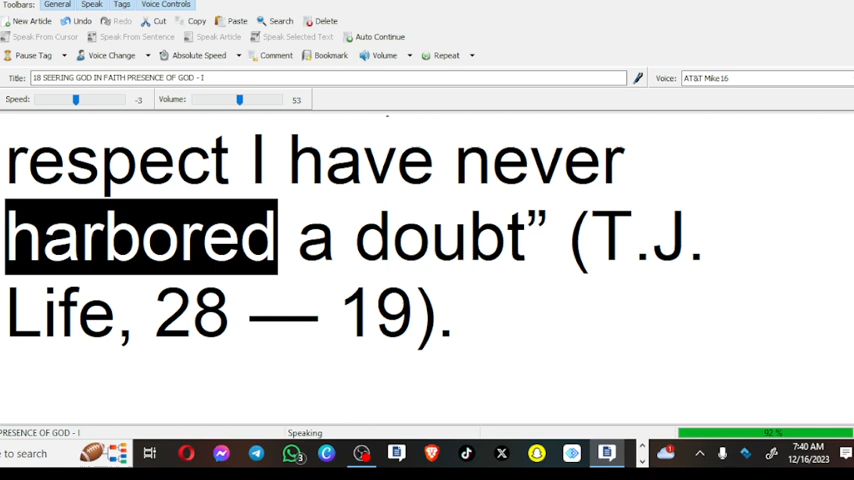 Toolbars: General Speak Tags Voice Controls
New Article Undo Redo Cut Copy Paste Search Delete
Speak From Cursor Speak From Sentence Speak Article Speak Selected Text Auto Continue
Pause Tag Voice Change Absolute Speed Comment Bookmark Volume Repeat
Title: 18 SEERING GOD IN FAITH PRESENCE OF GOD - I Voice: AT&T Mike16
Speed: -3 Volume: 53
respect I have never
harbored a doubt” (T.J.
Life, 28 — 19).
PRESENCE OF GOD - I Speaking 92 %
e to search 3 7:40 AM
12/16/2023